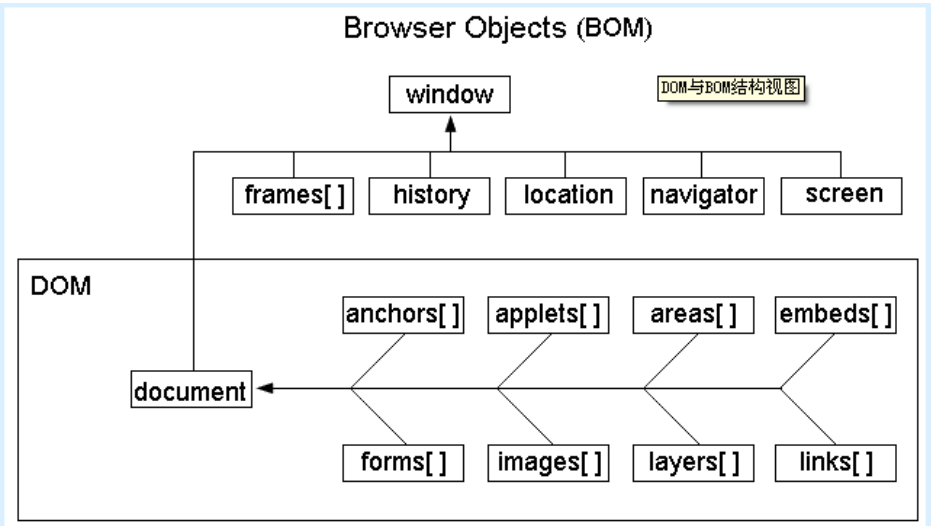 Browser Objects (BOM)
window
DOM与BOM结构视图
frames[ ]
history
location
navigator
screen
DOM
anchors[ ]
applets[ ]
areas[ ]
embeds[ ]
document
forms[ ]
images[ ]
layers[ ]
links[ ]